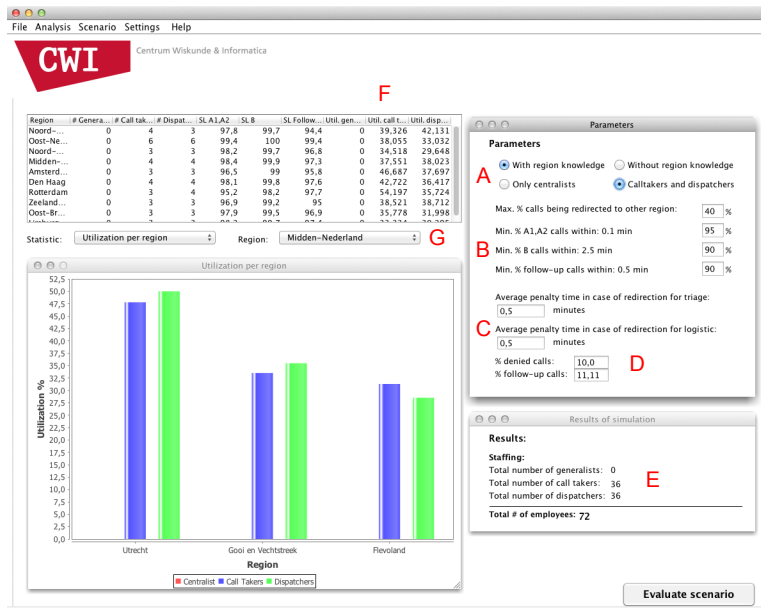 File Analysis Scenario Settings Help
CWI
Centrum Wiskunde & Informatica
F
Region # Genera... # Call tak... # Dispat... SL A1,A2 SL B SL Follow... Util. gen... Util. call t... Util. disp...
Noord-... 0 4 3 97,8 99,7 94,4 0 39,326 42,131
Oost-Ne... 0 6 6 99,4 100 99,4 0 38,055 33,032
Noord-... 0 3 3 98,2 99,7 96,8 0 34,518 29,648
Midden-... 0 4 4 98,4 99,9 97,3 0 37,551 38,023
Amsterd... 0 3 3 96,5 99 95,8 0 46,687 37,697
Den Haag 0 4 4 98,1 99,8 97,6 0 42,722 36,417
Rotterdam 0 3 4 95,2 98,2 97,7 0 54,197 35,724
Zeeland... 0 3 3 96,9 99,2 95 0 38,521 38,712
Oost-Br... 0 3 3 97,9 99,5 96,9 0 35,778 31,998
Statistic: Utilization per region Region: Midden-Nederland G
Utilization per region
52,5
50,0
47,5
45,0
42,5
40,0
37,5
35,0
32,5
30,0
27,5
25,0
22,5
20,0
17,5
15,0
12,5
10,0
7,5
5,0
2,5
0,0
Utilization %
Utrecht Gooi en Vechtstreek Flevoland
Region
Centralist Call Takers Dispatchers
Parameters
Parameters
A
With region knowledge Without region knowledge
Only centralists Calltakers and dispatchers
Max. % calls being redirected to other region: 40 %
Min. % A1,A2 calls within: 0.1 min 95 %
B
Min. % B calls within: 2.5 min 90 %
Min. % follow-up calls within: 0.5 min 90 %
Average penalty time in case of redirection for triage:
0,5 minutes
C
Average penalty time in case of redirection for logistic:
0,5 minutes
% denied calls: 10,0
D
% follow-up calls: 11,11
Results of simulation
Results:
Staffing:
Total number of generalists: 0
Total number of call takers: 36
E
Total number of dispatchers: 36
Total # of employees: 72
Evaluate scenario